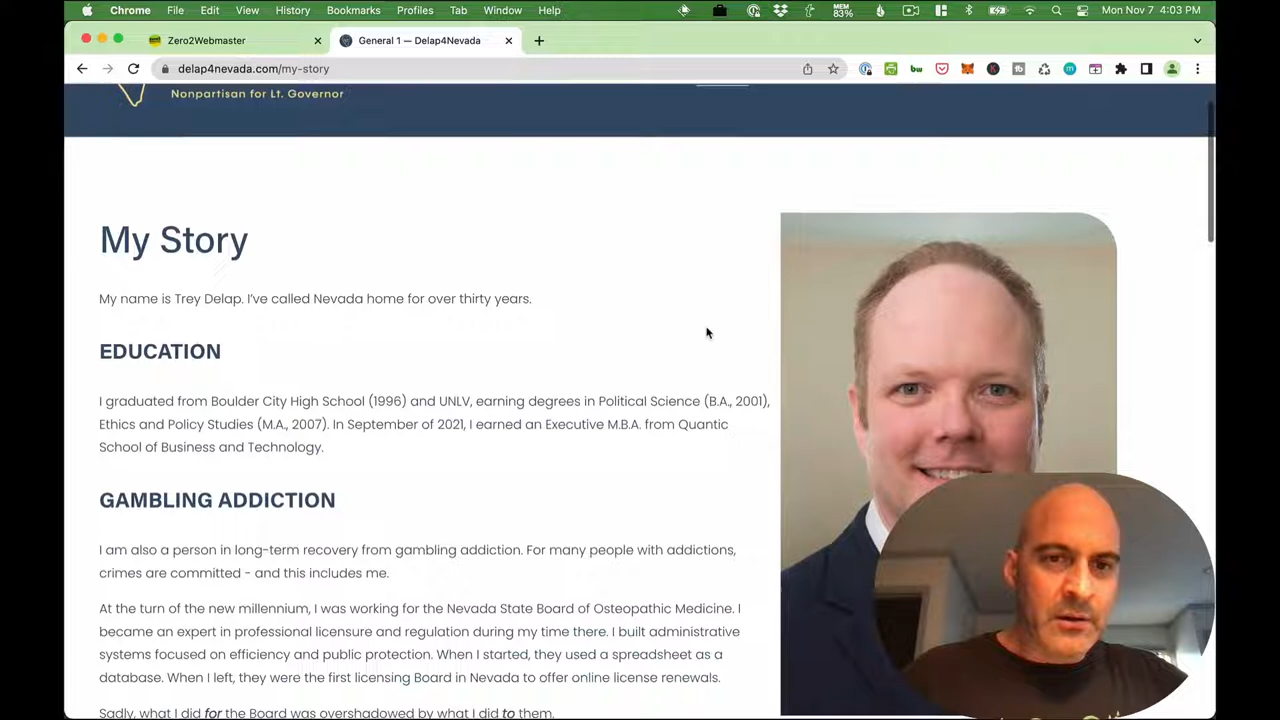 Chrome File Edit View History Bookmarks Profiles Tab Window Help MEM 83% Mon Nov 7 4:03 PM
Zero2Webmaster General 1 — Delap4Nevada
delap4nevada.com/my-story
Nonpartisan for Lt. Governor
My Story
My name is Trey Delap. I've called Nevada home for over thirty years.
EDUCATION
I graduated from Boulder City High School (1996) and UNLV, earning degrees in Political Science (B.A., 2001),
Ethics and Policy Studies (M.A., 2007). In September of 2021, I earned an Executive M.B.A. from Quantic
School of Business and Technology.
GAMBLING ADDICTION
I am also a person in long-term recovery from gambling addiction. For many people with addictions,
crimes are committed - and this includes me.
At the turn of the new millennium, I was working for the Nevada State Board of Osteopathic Medicine. I
became an expert in professional licensure and regulation during my time there. I built administrative
systems focused on efficiency and public protection. When I started, they used a spreadsheet as a
database. When I left, they were the first licensing Board in Nevada to offer online license renewals.
Sadly, what I did for the Board was overshadowed by what I did to them.